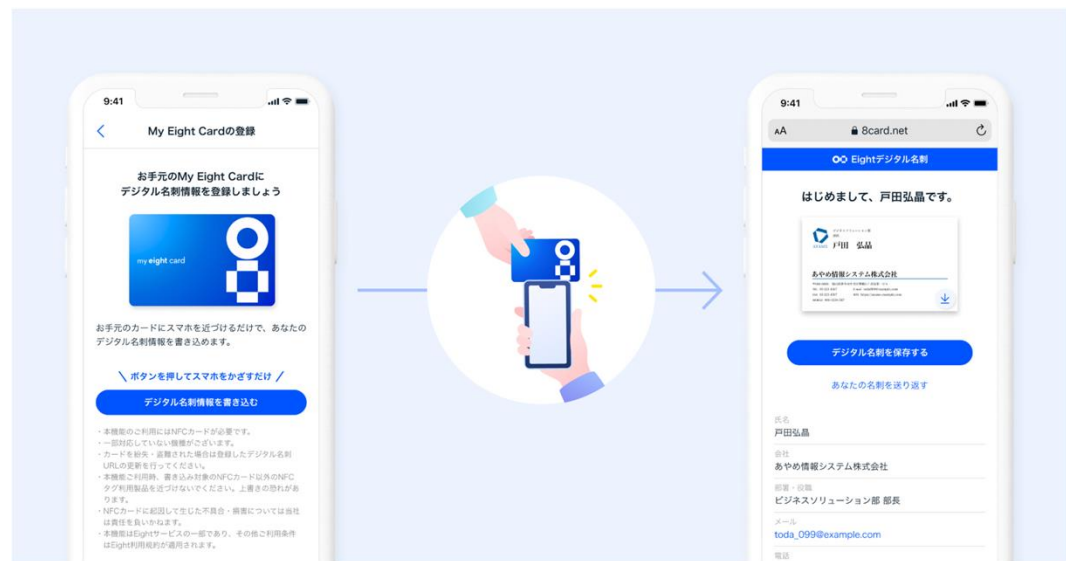 9:41
My Eight Cardの登録
お手元のMy Eight Cardに
デジタル名刺情報を登録しましょう
my eight card
お手元のカードにスマホを近づけるだけで、あなたの
デジタル名刺情報を書き込めます。
ボタンを押してスマホをかざすだけ
デジタル名刺情報を書き込む
・本機能のご利用にはNFCカードが必要です。
・一部対応していない機種がございます。
・カードを紛失・盗難された場合は登録したデジタル名刺
URLの更新を行ってください。
・本機能ご利用時、書き込み対象のNFCカード以外のNFC
タグ利用製品を近づけないでください。上書きの恐れがあ
ります。
・NFCカードに起因して生じた不具合・損害については当社
は責任を負いかねます。
・本機能はEightサービスの一部であり、その他ご利用条件
はEight利用規約が適用されます。
9:41
AA
8card.net
Eightデジタル名刺
はじめまして、戸田弘晶です。
戸田 弘晶
あやめ情報システム株式会社
デジタル名刺を保存する
あなたの名刺を送り返す
氏名
戸田弘晶
会社
あやめ情報システム株式会社
部署・役職
ビジネスソリューション部 部長
メール
toda_099@example.com
電話